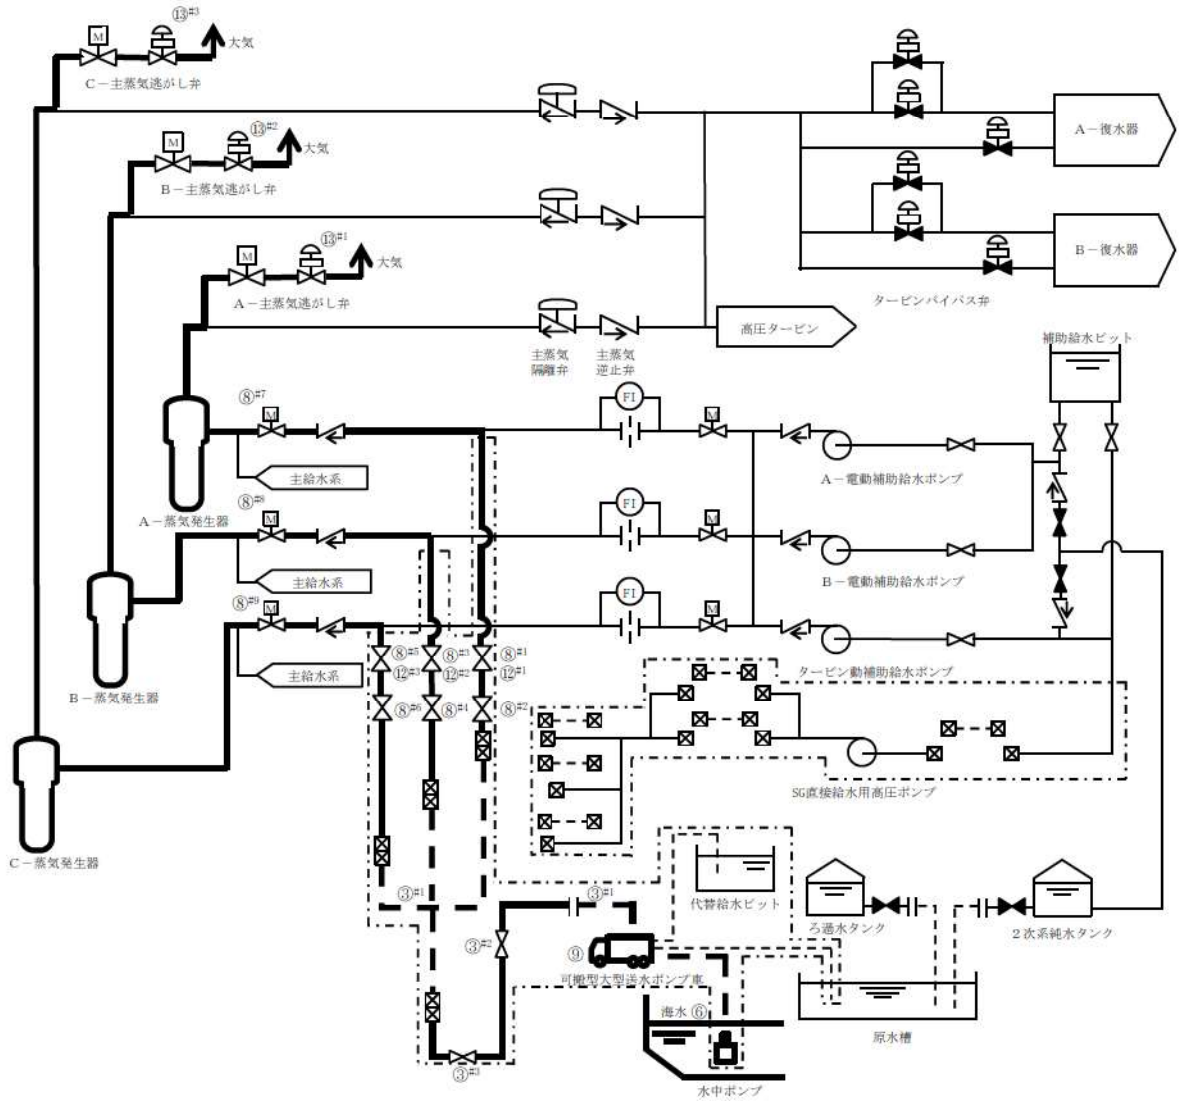 ⑬#3
M
大気
C－主蒸気逃がし弁
⑬#2
M
大気
B－主蒸気逃がし弁
A－復水器
⑬#1
M
大気
A－主蒸気逃がし弁
B－復水器
タービンバイパス弁
高圧タービン
主蒸気
隔離弁
主蒸気
逆止弁
補助給水ピット
⑧#7
M
FI
M
主給水系
A－電動補助給水ポンプ
⑧#8
A－蒸気発生器
M
FI
M
主給水系
B－電動補助給水ポンプ
⑧#9
M
FI
M
主給水系
タービン動補助給水ポンプ
B－蒸気発生器
⑧#5
⑧#3
⑧#1
⑫#3
⑫#2
⑫#1
⑧#6
⑧#4
⑧#2
SG直接給水用高圧ポンプ
C－蒸気発生器
③#1
③#1
代替給水ピット
ろ過水タンク
2次系純水タンク
③#2
⑨
可搬型大型送水ポンプ車
海水⑥
原水槽
③#3
水中ポンプ